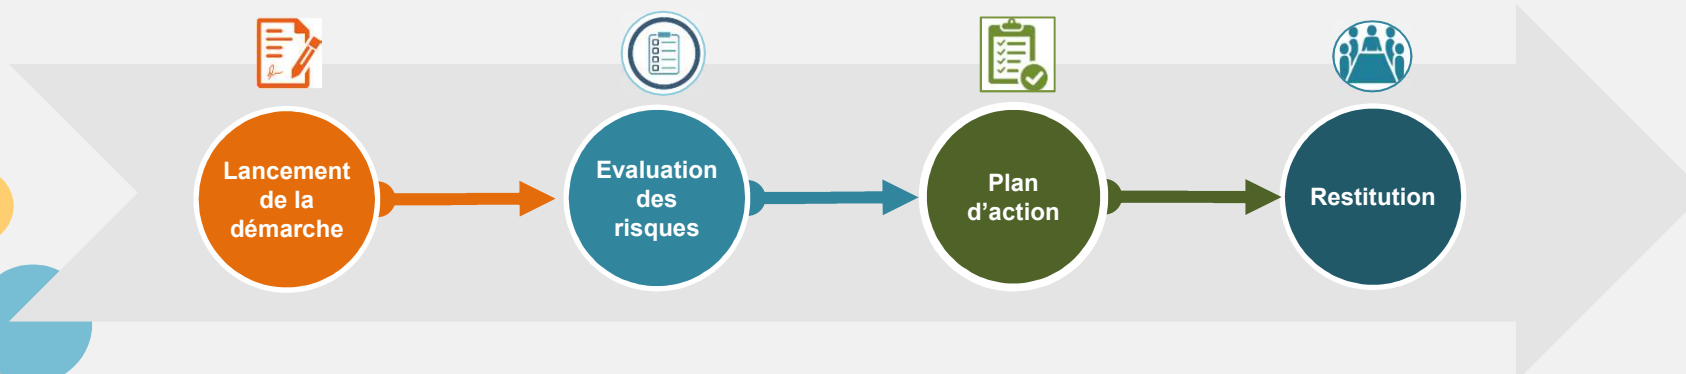 Lancement
de la
démarche
Evaluation
des
risques
Plan
d'action
Restitution